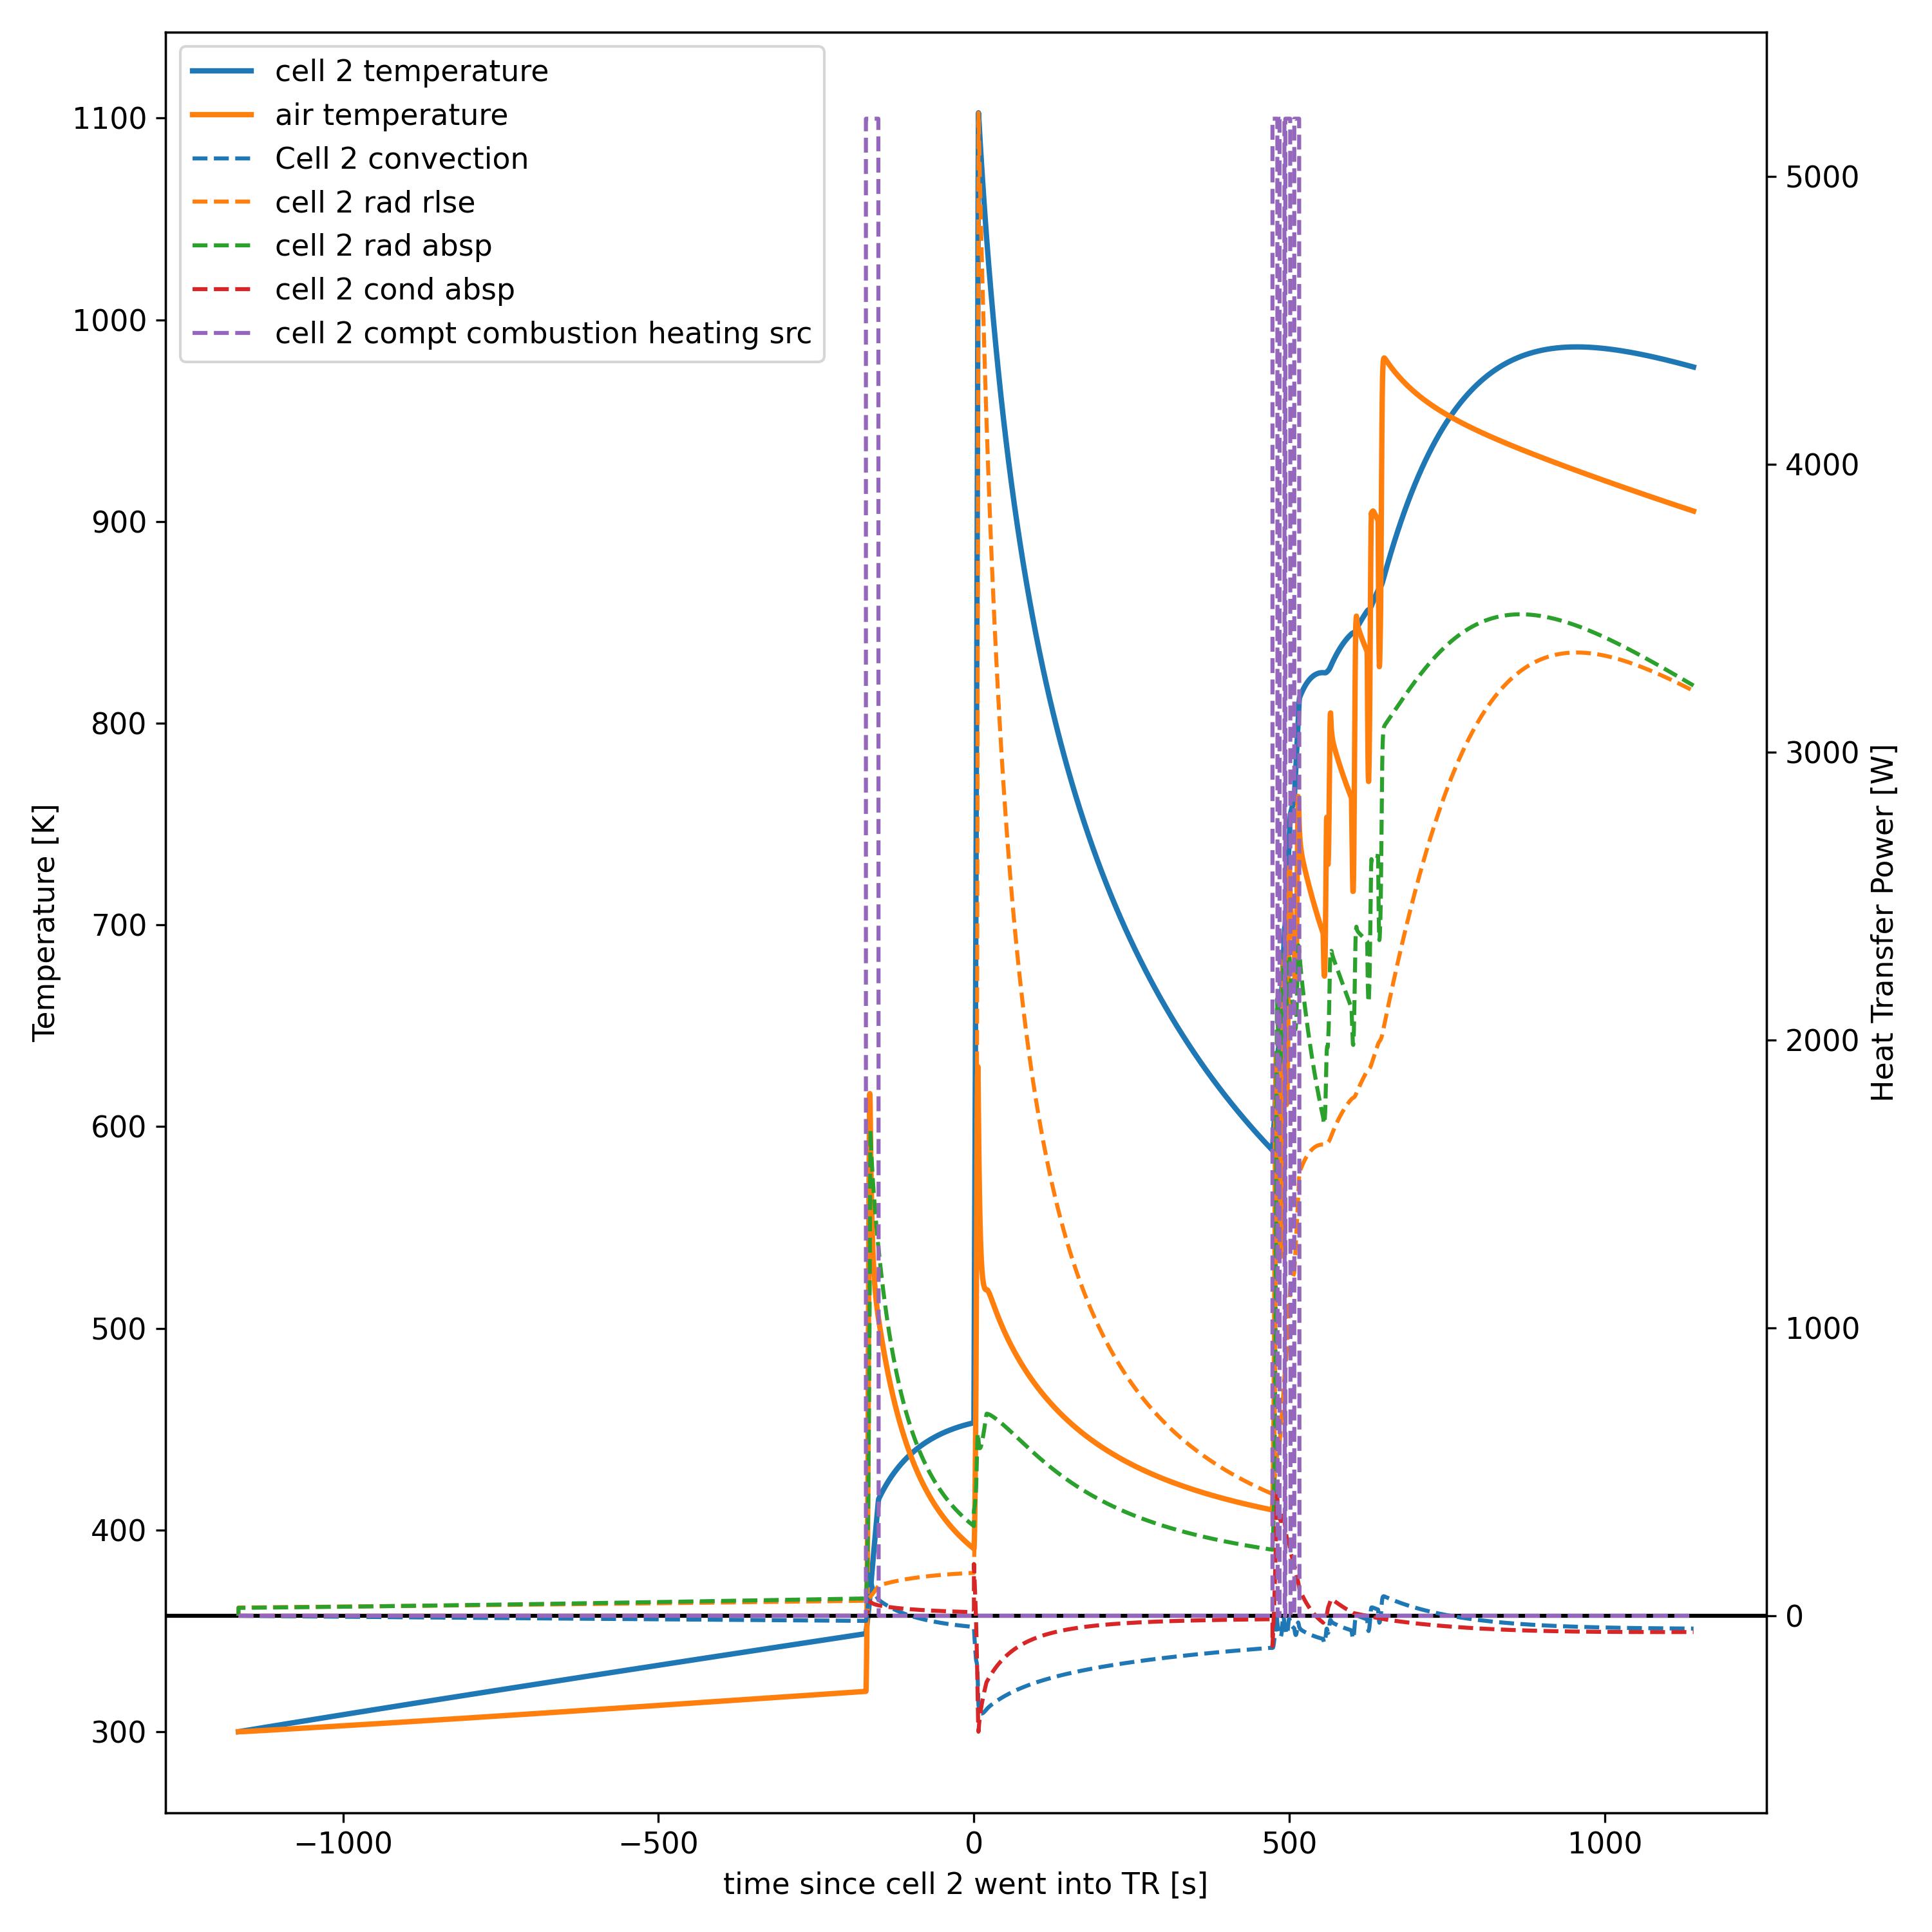 cell 2 temperature
air temperature
Cell 2 convection
cell 2 rad rlse
cell 2 rad absp
cell 2 cond absp
cell 2 compt combustion heating src
1100
1000
900
800
700
600
500
400
300
Temperature [K]
5000
4000
3000
2000
1000
0
Heat Transfer Power [W]
−1000
−500
0
500
1000
time since cell 2 went into TR [s]